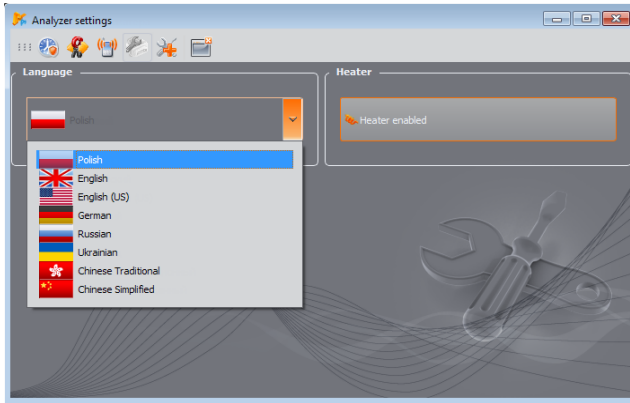 Analyzer settings
Language
Heater
Polish
Heater enabled
Polish
English
English (US)
German
Russian
Ukrainian
Chinese Traditional
Chinese Simplified